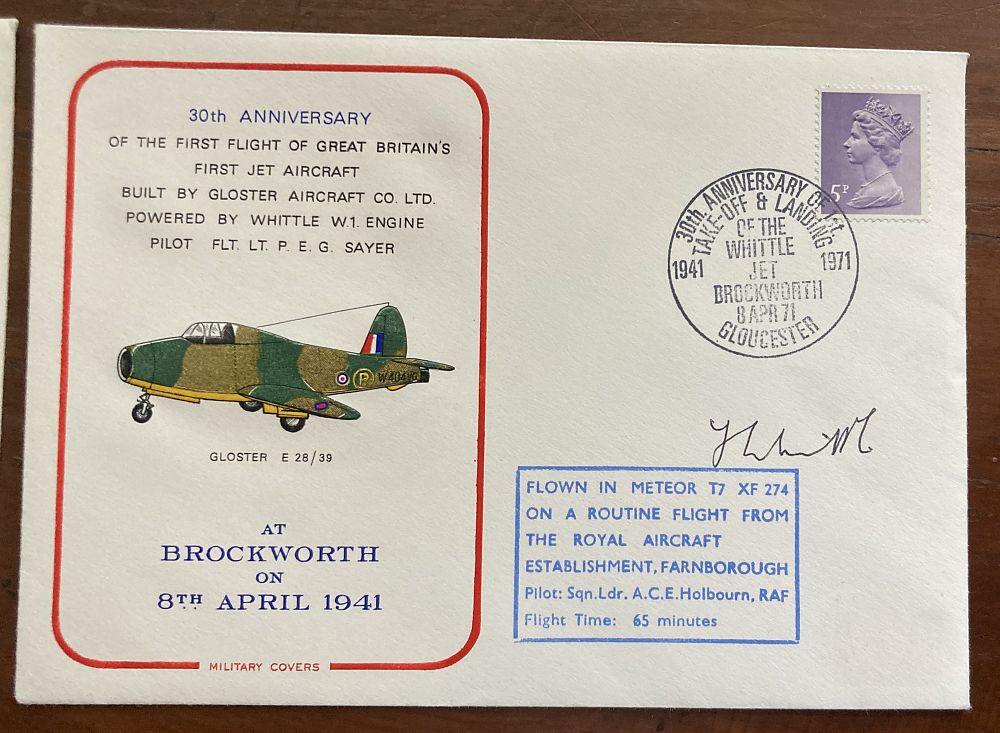 30th ANNIVERSARY
OF THE FIRST FLIGHT OF GREAT BRITAIN'S
FIRST JET AIRCRAFT
BUILT BY GLOSTER AIRCRAFT CO. LTD.
POWERED BY WHITTLE W.1. ENGINE
PILOT FLT. LT. P. E. G. SAYER
P
GLOSTER E 28/39
AT
BROCKWORTH
ON
8TH APRIL 1941
MILITARY COVERS
5P
30th. ANNIVERSARY OF 1st.
TAKE-OFF & LANDING
OF THE
WHITTLE
1941 JET 1971
BROCKWORTH
8 APR 71
GLOUCESTER
FLOWN IN METEOR T7 XF 274
ON A ROUTINE FLIGHT FROM
THE ROYAL AIRCRAFT
ESTABLISHMENT, FARNBOROUGH
Pilot: Sqn. Ldr. A.C.E. Holbourn, RAF
Flight Time: 65 minutes